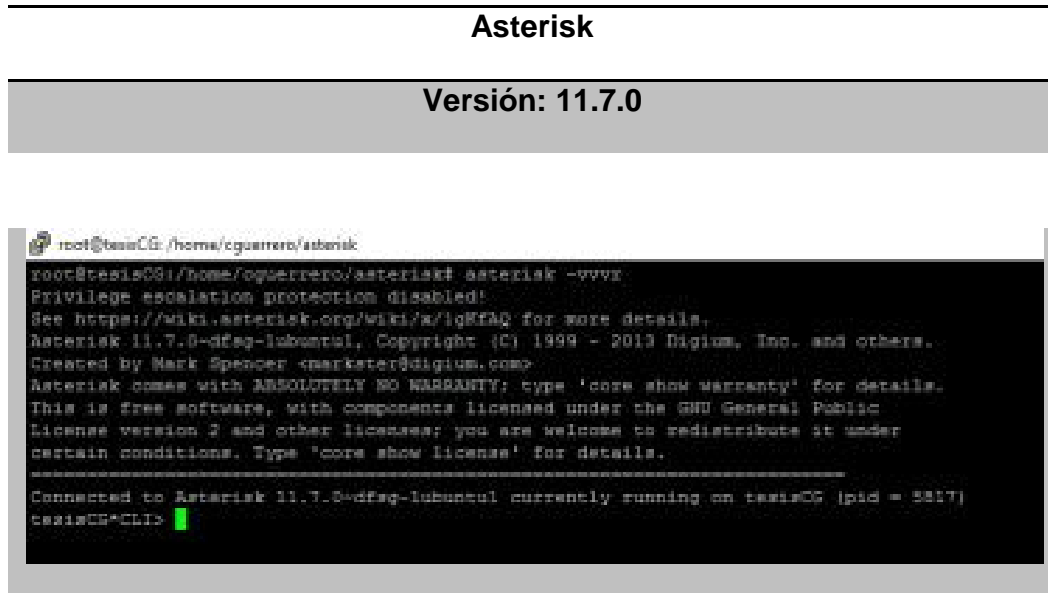 Asterisk
Versión: 11.7.0
root@tesisCG: /home/cguerrero/asterisk
root@tesisCG:/home/cguerrero/asterisk# asterisk -vvvr
Privilege escalation protection disabled!
See https://wiki.asterisk.org/wiki/x/1gKfAQ for more details.
Asterisk 11.7.0~dfsg-1ubuntu1, Copyright (C) 1999 - 2013 Digium, Inc. and others.
Created by Mark Spencer <markster@digium.com>
Asterisk comes with ABSOLUTELY NO WARRANTY; type 'core show warranty' for details.
This is free software, with components licensed under the GNU General Public
License version 2 and other licenses; you are welcome to redistribute it under
certain conditions. Type 'core show license' for details.
=========================================================================
Connected to Asterisk 11.7.0~dfsg-1ubuntu1 currently running on tesisCG (pid = 5817)
tesisCG*CLI>